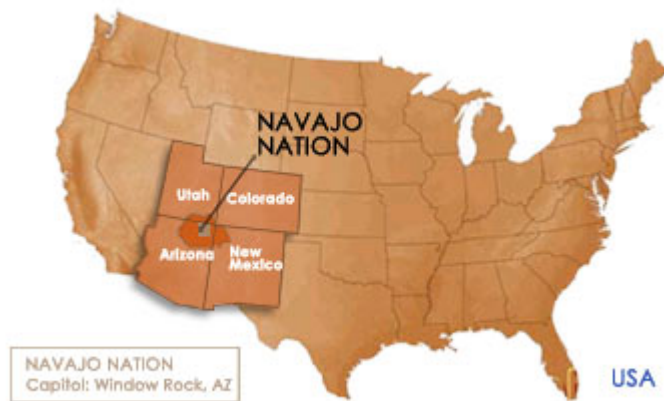 NAVAJO
NATION
Utah
Colorado
Arizona
New
Mexico
NAVAJO NATION
Capitol: Window Rock, AZ
USA